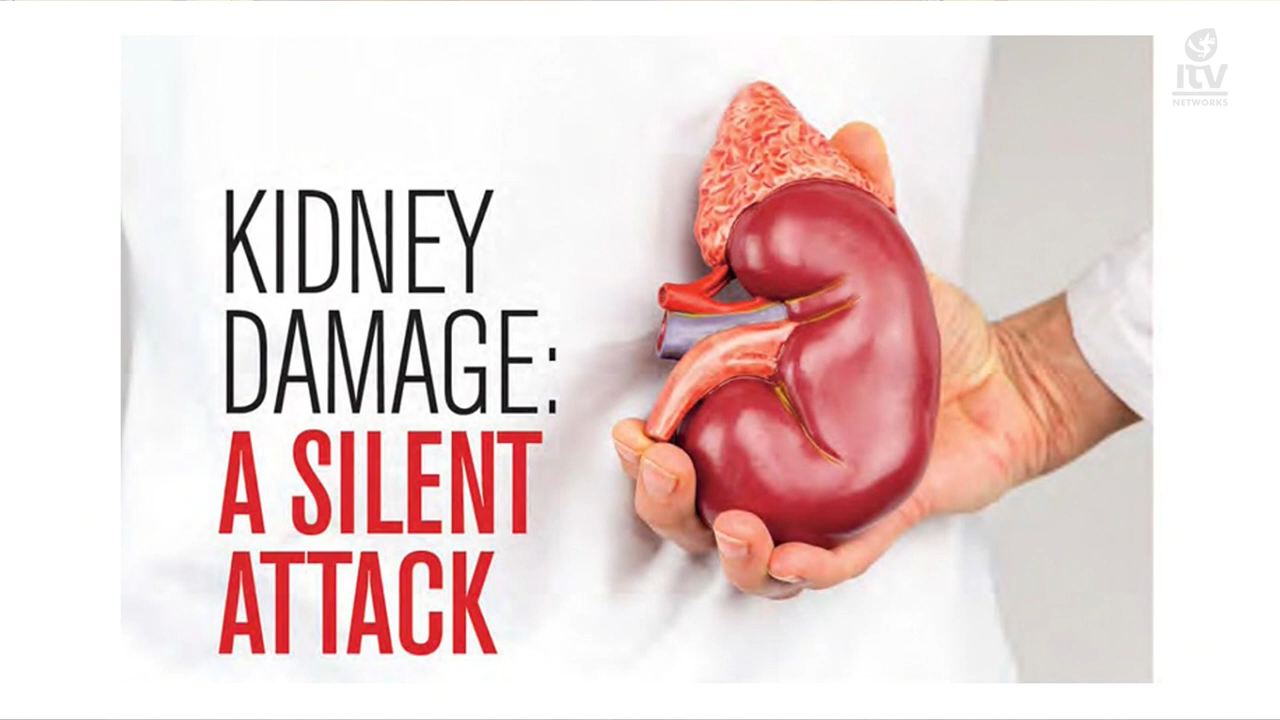 ITV
NETWORKS
KIDNEY
DAMAGE:
A SILENT
ATTACK